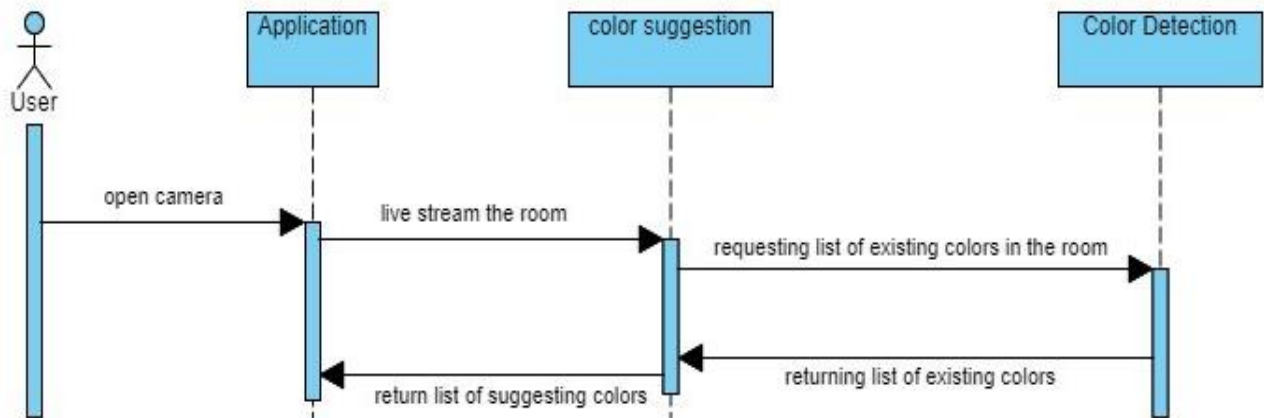 User
Application
color suggestion
Color Detection
open camera
live stream the room
requesting list of existing colors in the room
returning list of existing colors
return list of suggesting colors